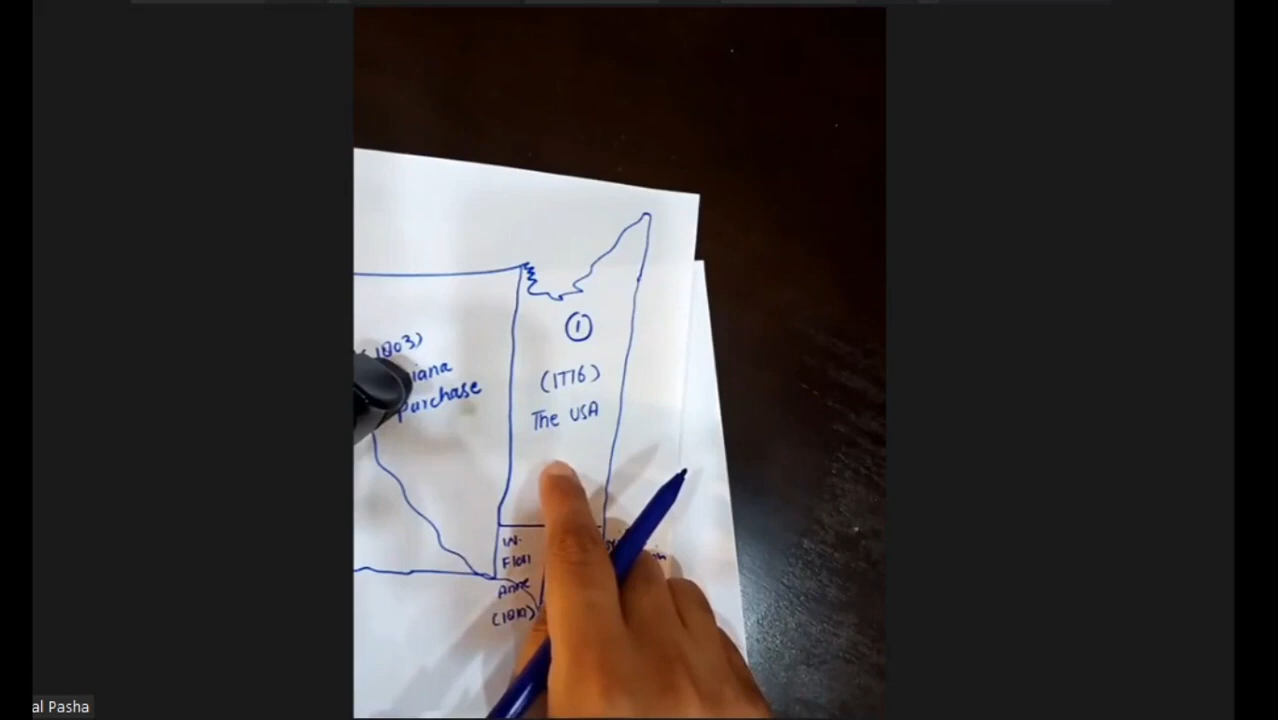 1803)
iana
Purchase
1
(1776)
The USA
W.
Flori
Anne
(1810)
al Pasha